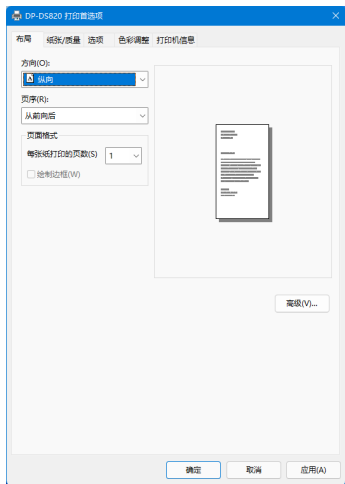 DP-DS820 打印首选项
布局 纸张/质量 选项 色彩调整 打印机信息
方向(O):
A 纵向
页序(R):
从前向后
页面格式
每张纸打印的页数(S) 1
绘制边框(W)
高级(V)...
确定 取消 应用(A)